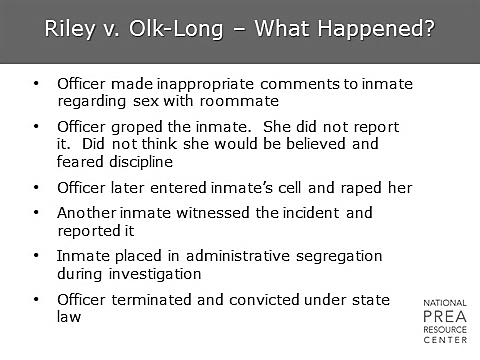 Riley v. Olk-Long – What Happened?
• Officer made inappropriate comments to inmate
regarding sex with roommate
• Officer groped the inmate.  She did not report
it.  Did not think she would be believed and
feared discipline
• Officer later entered inmate's cell and raped her
• Another inmate witnessed the incident and
reported it
• Inmate placed in administrative segregation
during investigation
• Officer terminated and convicted under state
law
NATIONAL
PREA
RESOURCE
CENTER